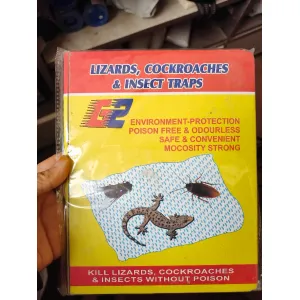 LIZARDS, COCKROACHES
& INSECT TRAPS
EZ
ENVIRONMENT-PROTECTION
POISON FREE & ODOURLESS
SAFE & CONVENIENT
MOCOSITY STRONG
KILL LIZARDS, COCKROACHES
& INSECTS WITHOUT POISON